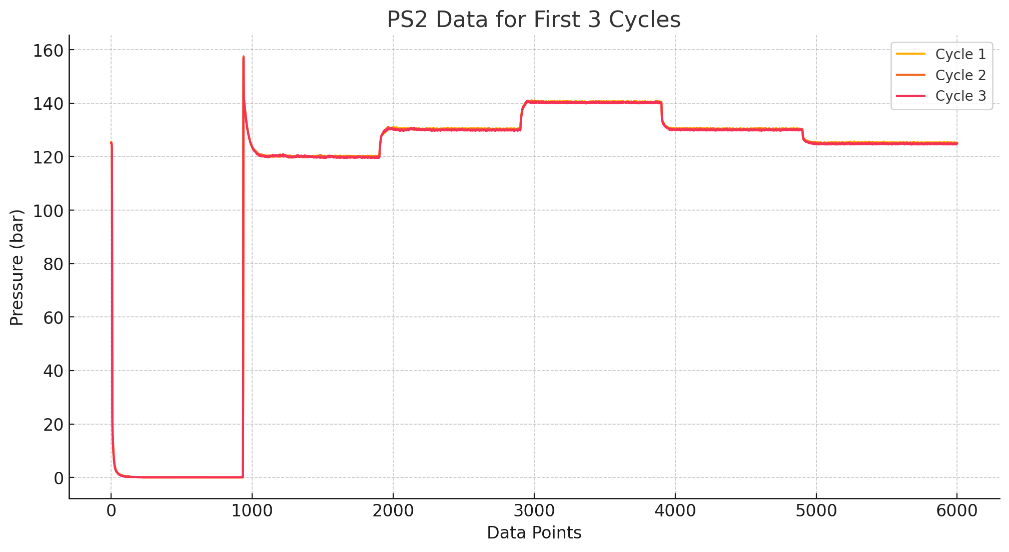 PS2 Data for First 3 Cycles
Cycle 1
Cycle 2
Cycle 3
Pressure (bar)
160
140
120
100
80
60
40
20
0
0 1000 2000 3000 4000 5000 6000
Data Points